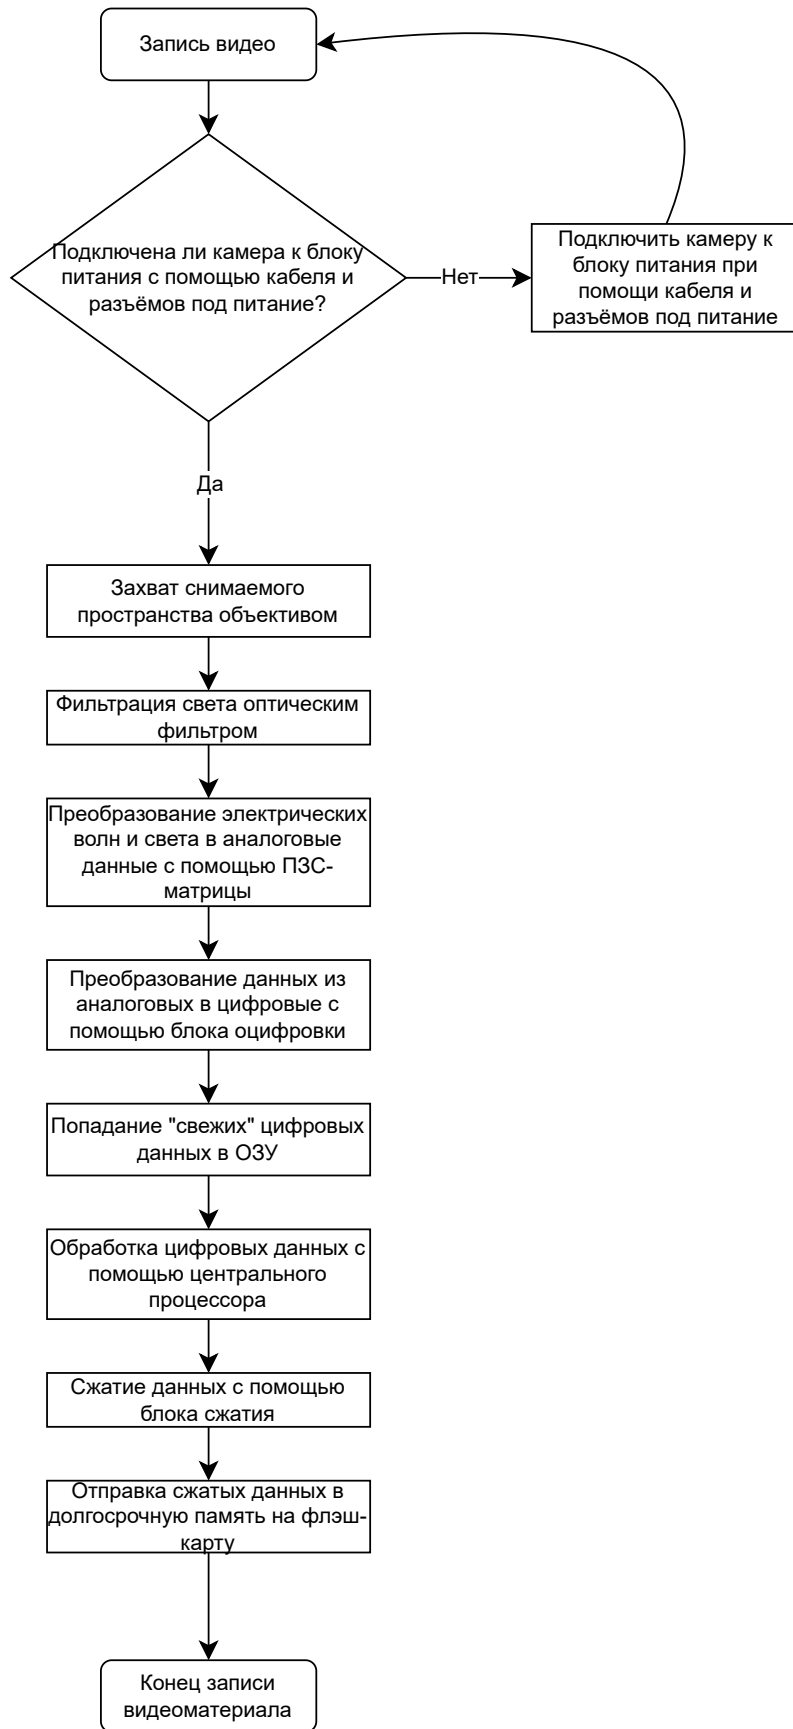 Запись видео
Подключена ли камера к блоку
питания с помощью кабеля и
разъёмов под питание?
Нет
Подключить камеру к
блоку питания при
помощи кабеля и
разъёмов под питание
Да
Захват снимаемого
пространства объективом
Фильтрация света оптическим
фильтром
Преобразование электрических
волн и света в аналоговые
данные с помощью ПЗС-
матрицы
Преобразование данных из
аналоговых в цифровые с
помощью блока оцифровки
Попадание "свежих" цифровых
данных в ОЗУ
Обработка цифровых данных с
помощью центрального
процессора
Сжатие данных с помощью
блока сжатия
Отправка сжатых данных в
долгосрочную память на флэш-
карту
Конец записи
видеоматериала